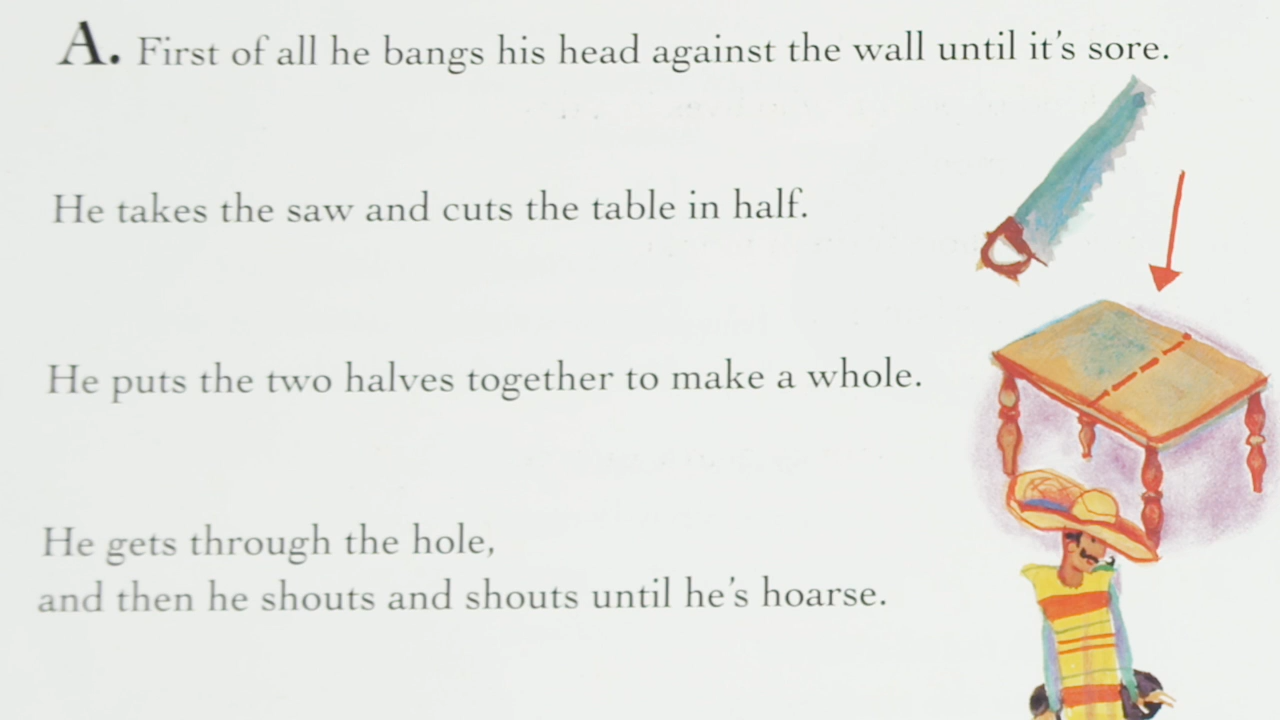 A. First of all he bangs his head against the wall until it's sore.
He takes the saw and cuts the table in half.
He puts the two halves together to make a whole.
He gets through the hole,
and then he shouts and shouts until he's hoarse.